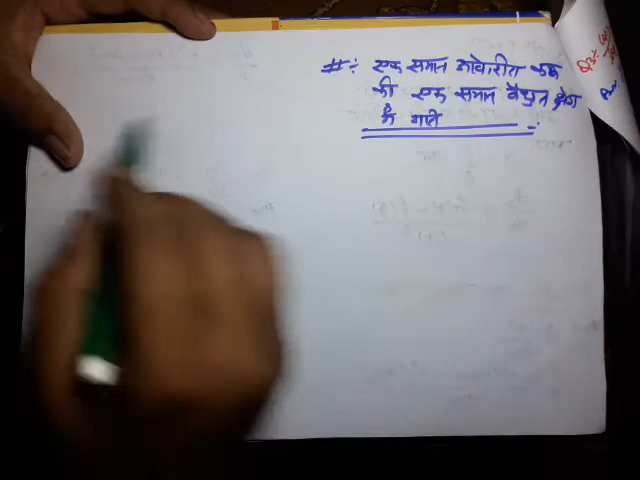 #:- एक समान आवेशित कण
की एक समान वैद्युत क्षेत्र
में गति